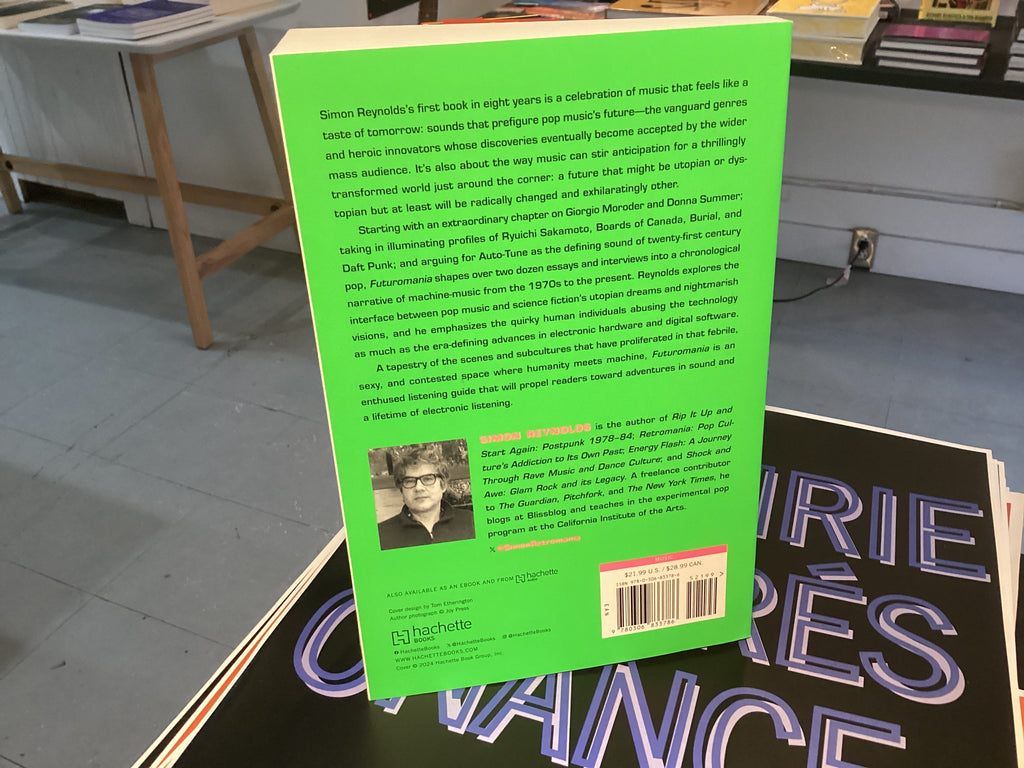 Simon Reynolds's first book in eight years is a celebration of music that feels like a
taste of tomorrow: sounds that prefigure pop music's future—the vanguard genres
and heroic innovators whose discoveries eventually become accepted by the wider
mass audience. It's also about the way music can stir anticipation for a thrillingly
transformed world just around the corner: a future that might be utopian or dys-
topian but at least will be radically changed and exhilaratingly other.
Starting with an extraordinary chapter on Giorgio Moroder and Donna Summer;
taking in illuminating profiles of Ryuichi Sakamoto, Boards of Canada, Burial, and
Daft Punk; and arguing for Auto-Tune as the defining sound of twenty-first century
pop, Futuromania shapes over two dozen essays and interviews into a chronological
narrative of machine-music from the 1970s to the present. Reynolds explores the
interface between pop music and science fiction's utopian dreams and nightmarish
visions, and he emphasizes the quirky human individuals abusing the technology
as much as the era-defining advances in electronic hardware and digital software.
A tapestry of the scenes and subcultures that have proliferated in that febrile,
sexy, and contested space where humanity meets machine, Futuromania is an
enthused listening guide that will propel readers toward adventures in sound and
a lifetime of electronic listening.
SIMON REYNOLDS is the author of Rip It Up and
Start Again: Postpunk 1978–84; Retromania: Pop Cul-
ture's Addiction to Its Own Past; Energy Flash: A Journey
Through Rave Music and Dance Culture; and Shock and
Awe: Glam Rock and its Legacy. A freelance contributor
to The Guardian, Pitchfork, and The New York Times, he
blogs at Blissblog and teaches in the experimental pop
program at the California Institute of the Arts.
X @SimonRetromania
ALSO AVAILABLE AS AN EBOOK AND FROM hachette
Cover design by Tom Etherington
Author photograph © Joy Press
hachette
BOOKS
HachetteBooks X @HachetteBooks @HachetteBooks
WWW.HACHETTEBOOKS.COM
Cover © 2024 Hachette Book Group, Inc.
MUSIC
$21.99 U.S. / $28.99 CAN.
ISBN 978-0-306-83378-6
52199 >
9 780306 833786
IRIE
RÉS
NANCE